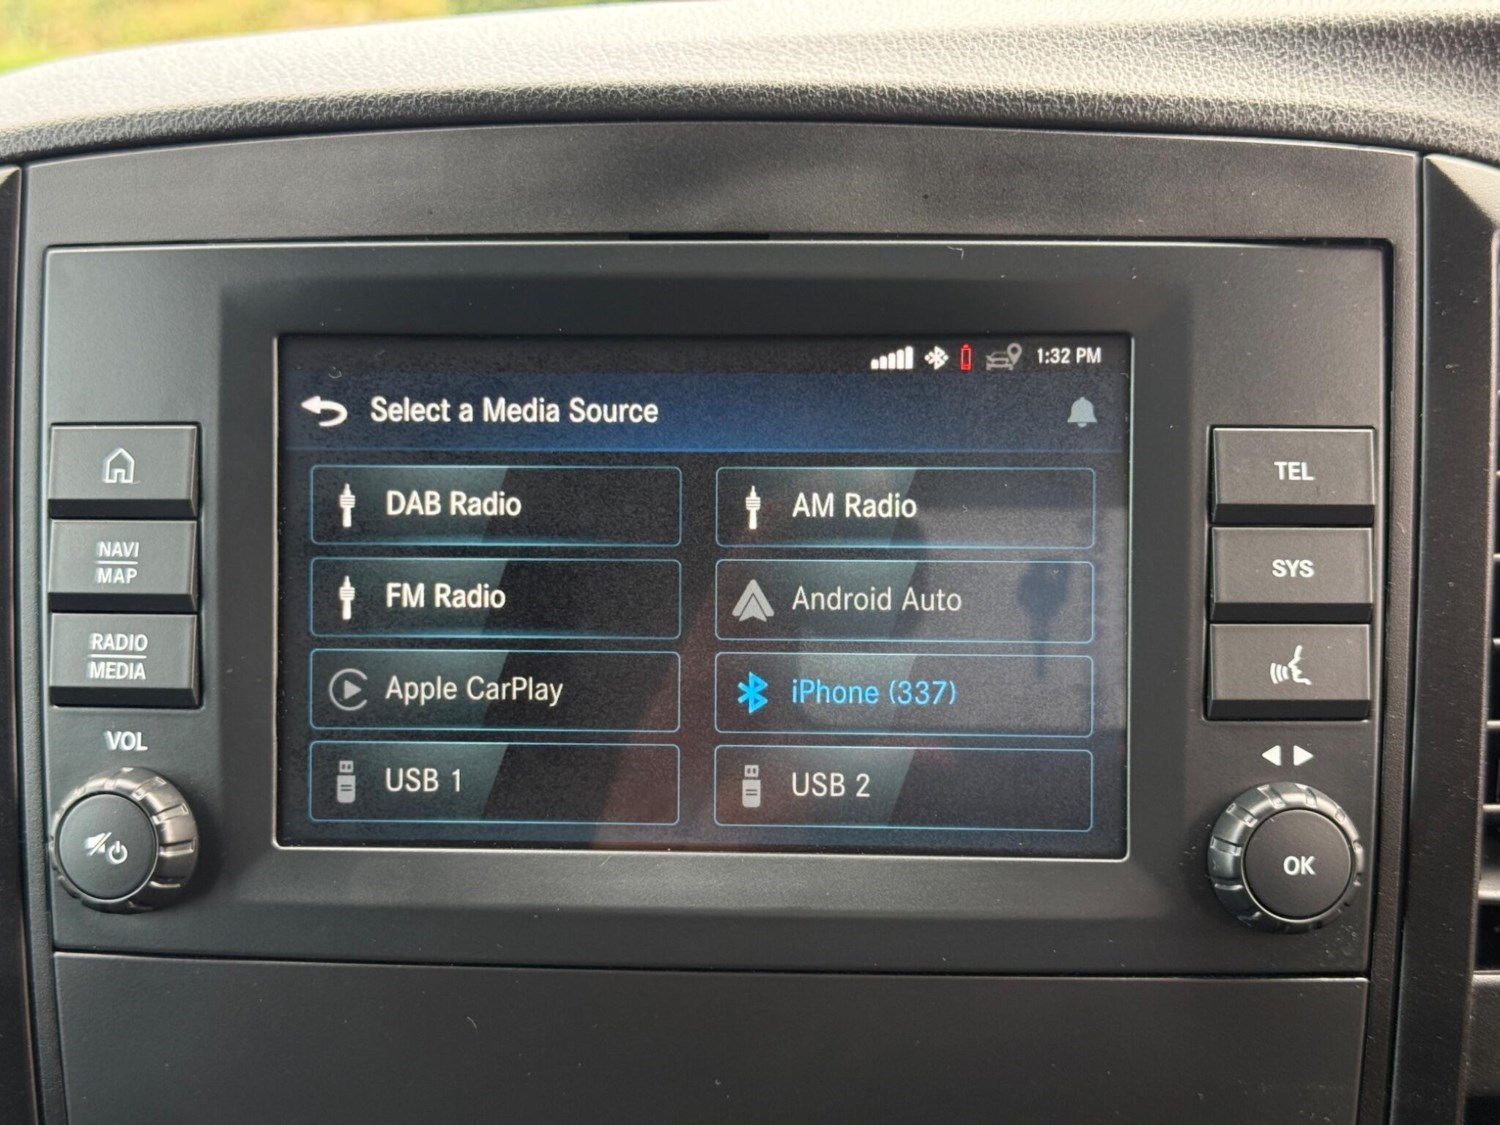 1:32 PM
Select a Media Source
DAB Radio
AM Radio
FM Radio
Android Auto
Apple CarPlay
iPhone (337)
USB 1
USB 2
NAVI
MAP
RADIO
MEDIA
VOL
TEL
SYS
OK